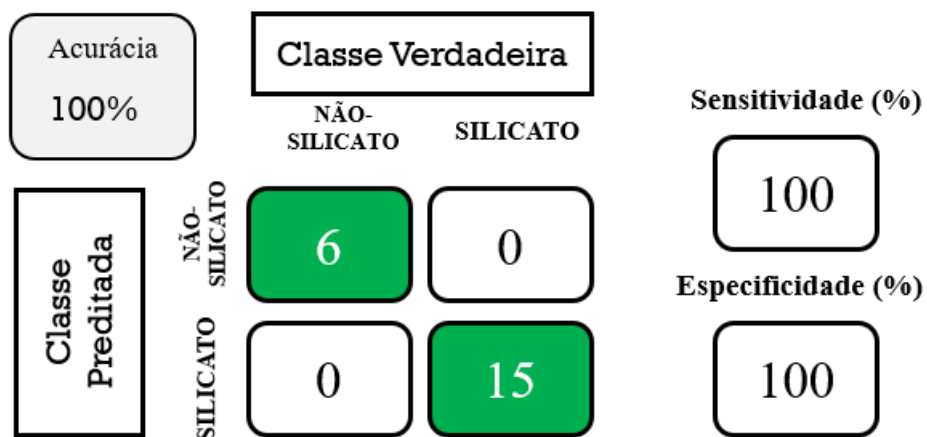 Acurácia
100%
Classe Verdadeira
NÃO-
SILICATO
SILICATO
Sensitividade (%)
100
Classe
Preditada
NÃO-
SILICATO
6
0
Especificidade (%)
SILICATO
0
15
100